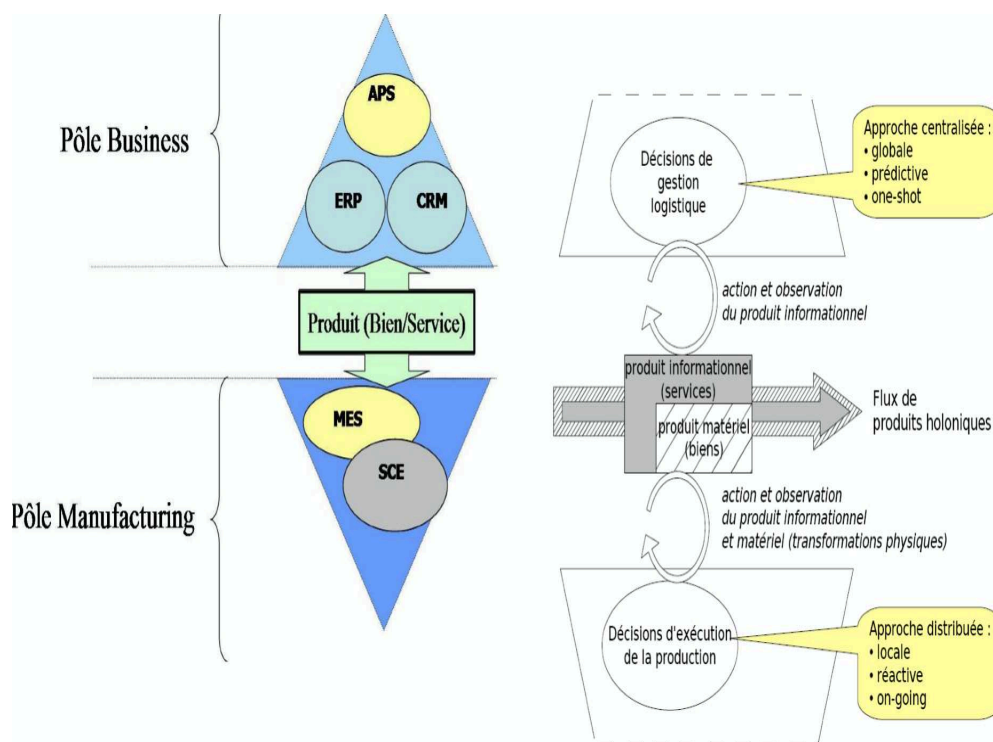 Pôle Business
APS
ERP
CRM
Produit (Bien/Service)
MES
SCE
Pôle Manufacturing
Décisions de
gestion
logistique
Approche centralisée :
• globale
• prédictive
• one-shot
action et observation
du produit informationnel
produit informationnel
(services)
produit matériel
(biens)
Flux de
produits holoniques
action et observation
du produit informationnel
et matériel (transformations physiques)
Décisions d'exécution
de la production
Approche distribuée :
• locale
• réactive
• on-going